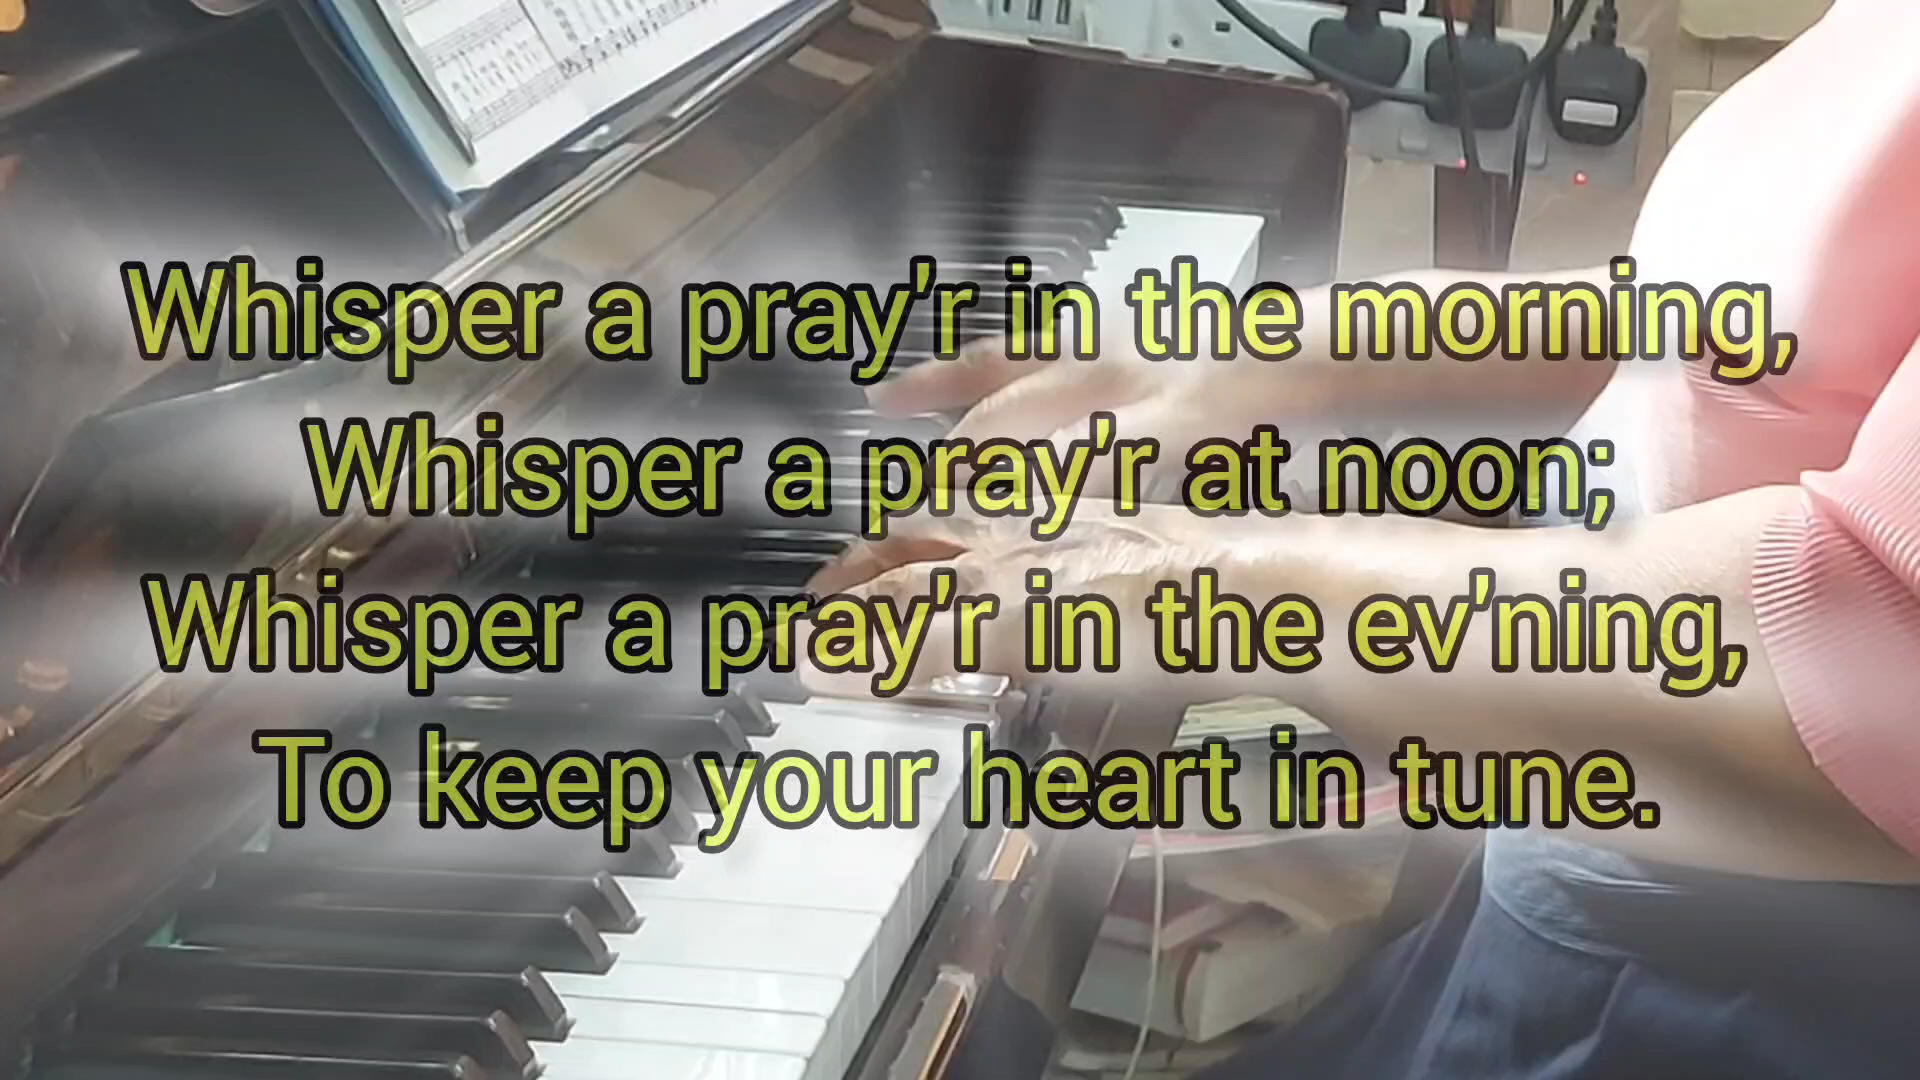 Whisper a pray'r in the morning,
Whisper a pray'r at noon;
Whisper a pray'r in the ev'ning,
To keep your heart in tune.